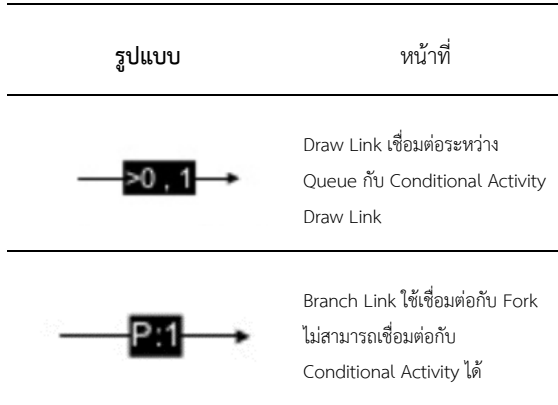 รูปแบบ หน้าที่
Draw Link เชื่อมต่อระหว่าง
>0 , 1 Queue กับ Conditional Activity
Draw Link
Branch Link ใช้เชื่อมต่อกับ Fork
P:1 ไม่สามารถเชื่อมต่อกับ
Conditional Activity ได้